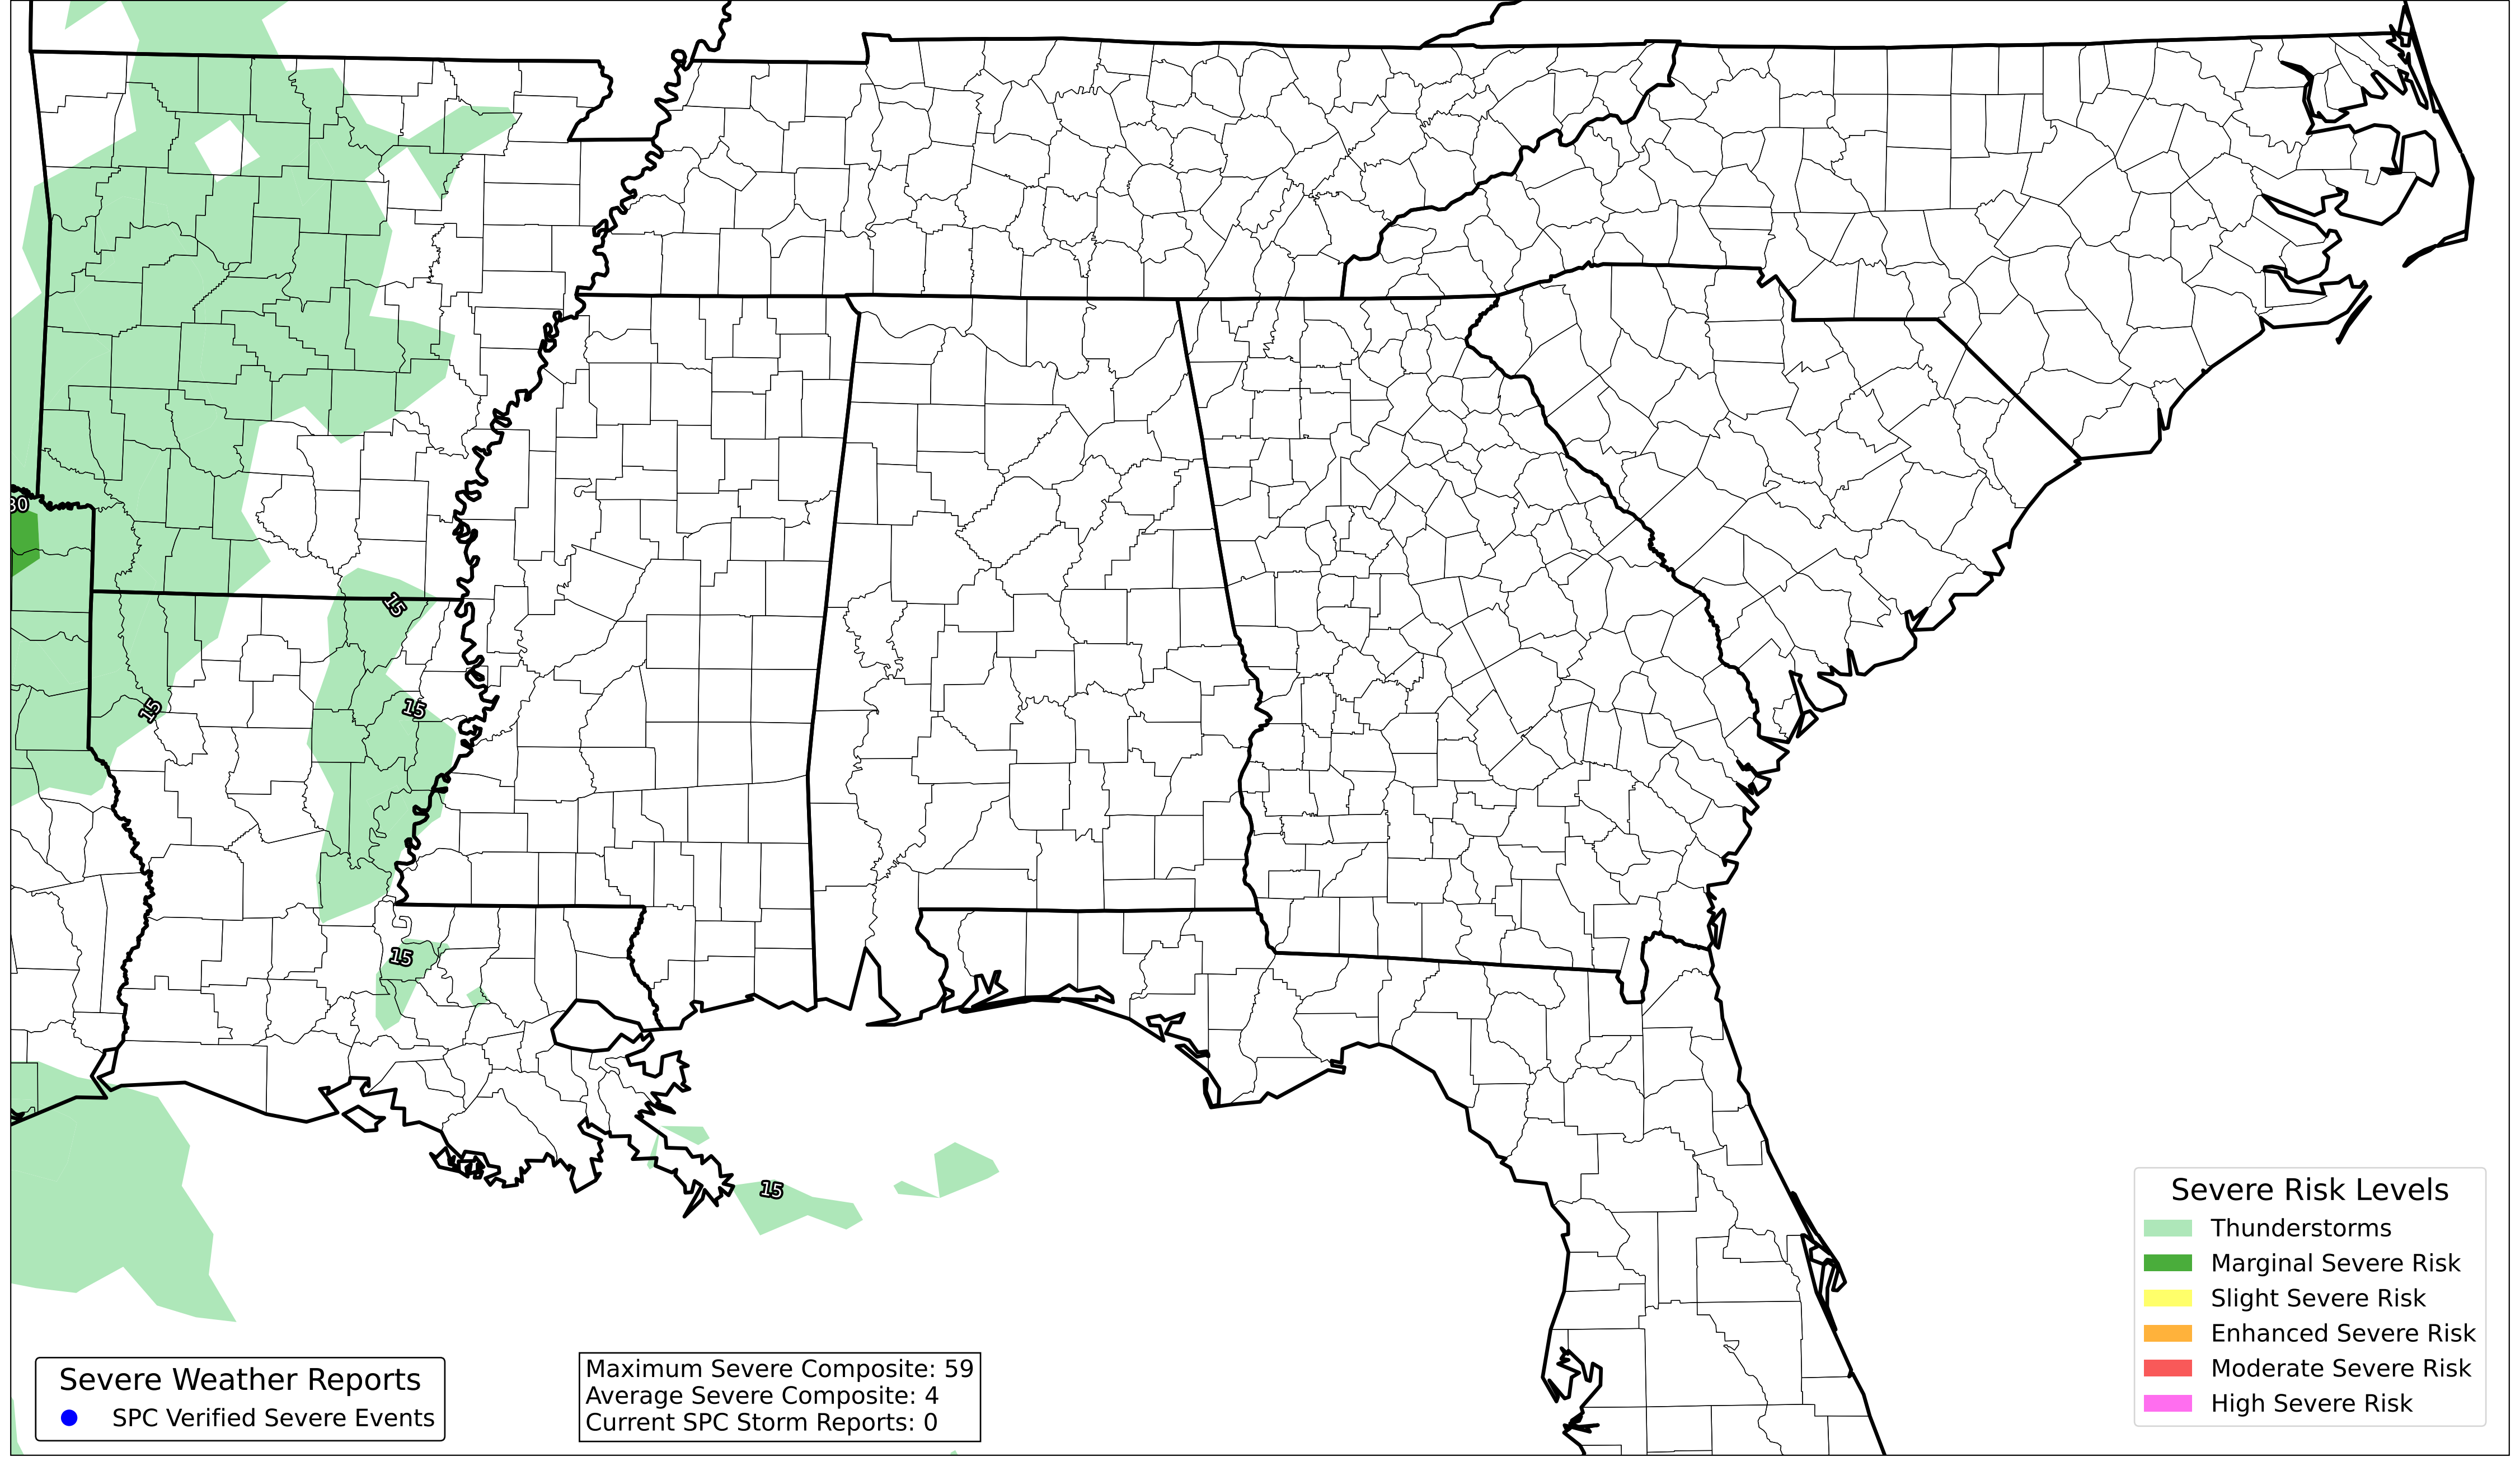 30
15
15
15
15
15
Severe Risk Levels
Thunderstorms
Marginal Severe Risk
Slight Severe Risk
Enhanced Severe Risk
Moderate Severe Risk
High Severe Risk
Severe Weather Reports
SPC Verified Severe Events
Maximum Severe Composite: 59
Average Severe Composite: 4
Current SPC Storm Reports: 0